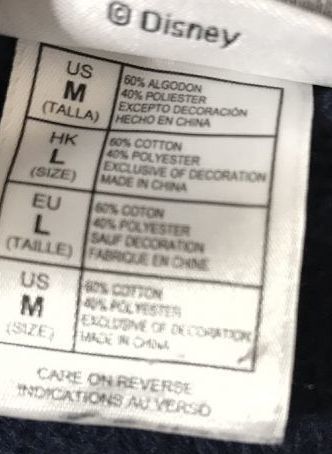 © Disney
US
M
(TALLA)
60% ALGODON
40% POLIESTER
EXCEPTO DECORACIÓN
HECHO EN CHINA
HK
L
(SIZE)
60% COTTON
40% POLYESTER
EXCLUSIVE OF DECORATION
MADE IN CHINA
EU
L
(TAILLE)
60% COTON
40% POLYESTER
SAUF DECORATION
FABRIQUE EN CHINE
US
M
(SIZE)
60% COTTON
40% POLYESTER
EXCLUSIVE OF DECORATION
MADE IN CHINA
CARE ON REVERSE
INDICATIONS AU VERSO